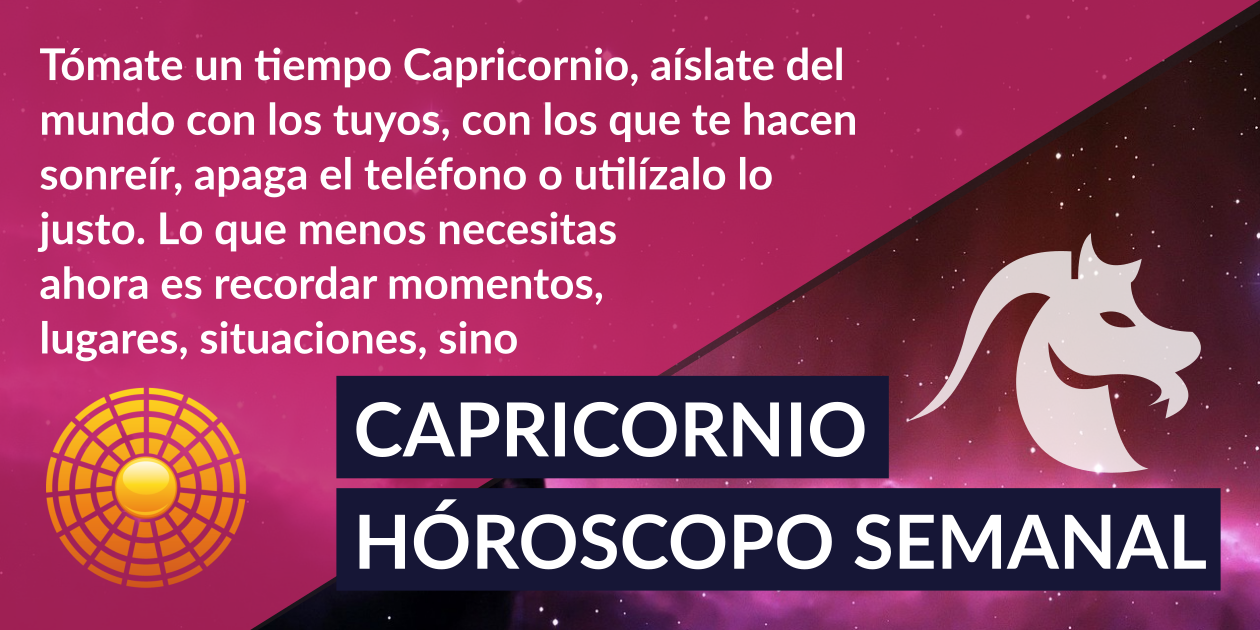 Tómate un tiempo Capricornio, aíslate del
mundo con los tuyos, con los que te hacen
sonreír, apaga el teléfono o utilízalo lo
justo. Lo que menos necesitas
ahora es recordar momentos,
lugares, situaciones, sino
CAPRICORNIO
HÓROSCOPO SEMANAL